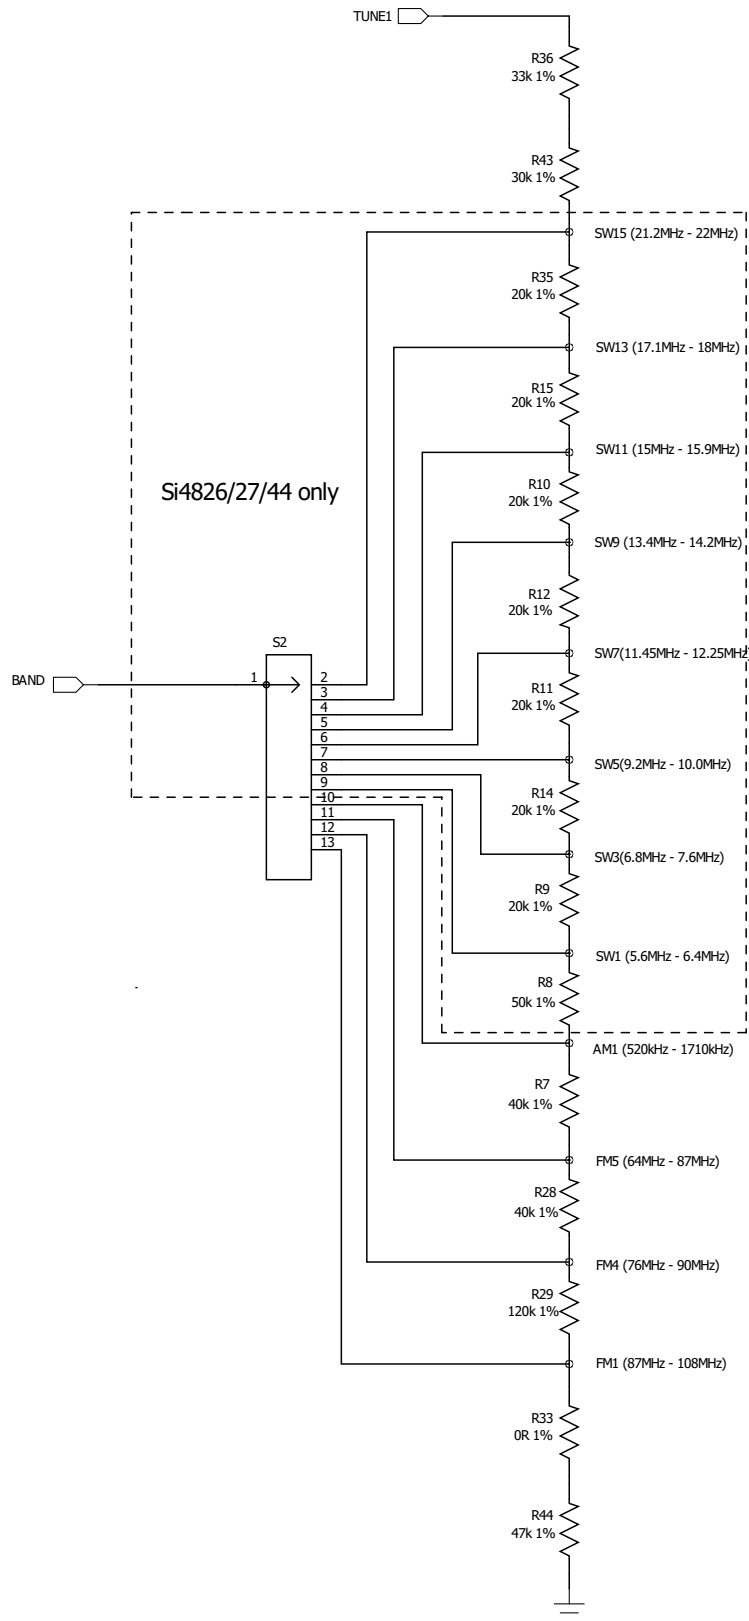 TUNE1
R36
33k 1%
R43
30k 1%
SW15 (21.2MHz - 22MHz)
R35
20k 1%
SW13 (17.1MHz - 18MHz)
R15
20k 1%
SW11 (15MHz - 15.9MHz)
Si4826/27/44 only
R10
20k 1%
SW9 (13.4MHz - 14.2MHz)
R12
20k 1%
S2
SW7(11.45MHz - 12.25MHz)
BAND
1
2
3
4
5
6
7
8
9
10
11
12
13
R11
20k 1%
SW5(9.2MHz - 10.0MHz)
R14
20k 1%
SW3(6.8MHz - 7.6MHz)
R9
20k 1%
SW1 (5.6MHz - 6.4MHz)
R8
50k 1%
AM1 (520kHz - 1710kHz)
R7
40k 1%
FM5 (64MHz - 87MHz)
R28
40k 1%
FM4 (76MHz - 90MHz)
R29
120k 1%
FM1 (87MHz - 108MHz)
R33
0R 1%
R44
47k 1%